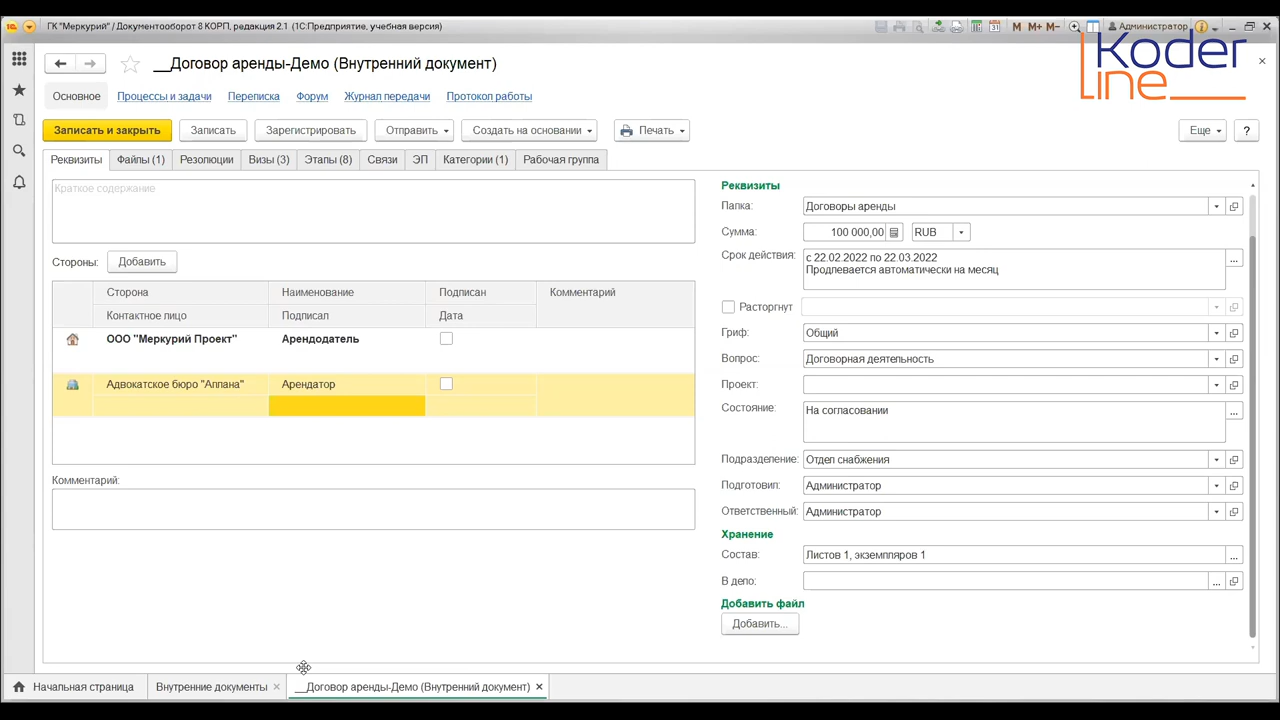 ГК "Меркурий" / Документооборот 8 КОРП, редакция 2.1 (1С:Предприятие, учебная версия)
M M+ M- Администратор
Koder
line
__Договор аренды-Демо (Внутренний документ)
Основное Процессы и задачи Переписка Форум Журнал передачи Протокол работы
Записать и закрыть Записать Зарегистрировать Отправить Создать на основании Печать Еще ?
Реквизиты Файлы (1) Резолюции Визы (3) Этапы (8) Связи ЭП Категории (1) Рабочая группа
Краткое содержание
Стороны: Добавить
Сторона Наименование Подписан Комментарий
Контактное лицо Подписал Дата
ООО "Меркурий Проект" Арендодатель
Адвокатское бюро "Аппана" Арендатор
Комментарий:
Реквизиты
Папка: Договоры аренды
Сумма: 100 000,00 RUB
Срок действия: с 22.02.2022 по 22.03.2022
Продлевается автоматически на месяц
Расторгнут
Гриф: Общий
Вопрос: Договорная деятельность
Проект:
Состояние: На согласовании
Подразделение: Отдел снабжения
Подготовил: Администратор
Ответственный: Администратор
Хранение
Состав: Листов 1, экземпляров 1
В дело:
Добавить файл
Добавить...
Начальная страница Внутренние документы × __Договор аренды-Демо (Внутренний документ) ×